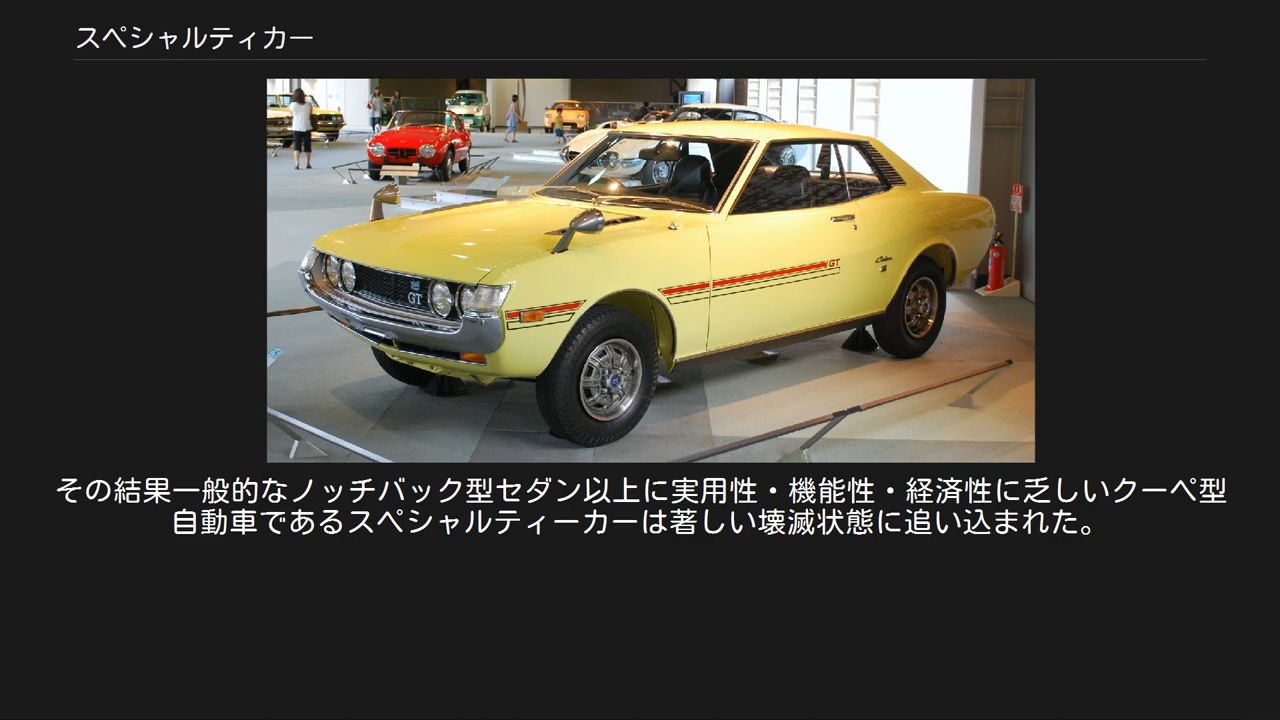 スペシャルティカー
GT
GT
Celica
その結果一般的なノッチバック型セダン以上に実用性・機能性・経済性に乏しいクーペ型
自動車であるスペシャルティーカーは著しい壊滅状態に追い込まれた。